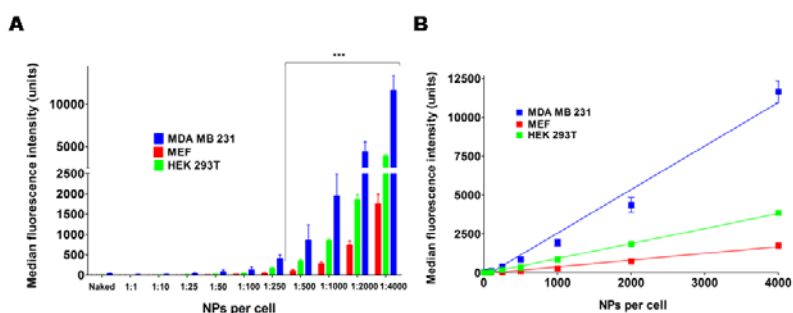 A
Median fluorescence intensity (units)
10000
5000
2500
2000
1500
1000
500
0
***
MDA MB 231
MEF
HEK 293T
Naked 1:1 1:10 1:25 1:50 1:100 1:250 1:500 1:1000 1:2000 1:4000
NPs per cell
B
Median fluorescence intensity (units)
12500
10000
7500
5000
2500
0
MDA MB 231
MEF
HEK 293T
0 1000 2000 3000 4000
NPs per cell